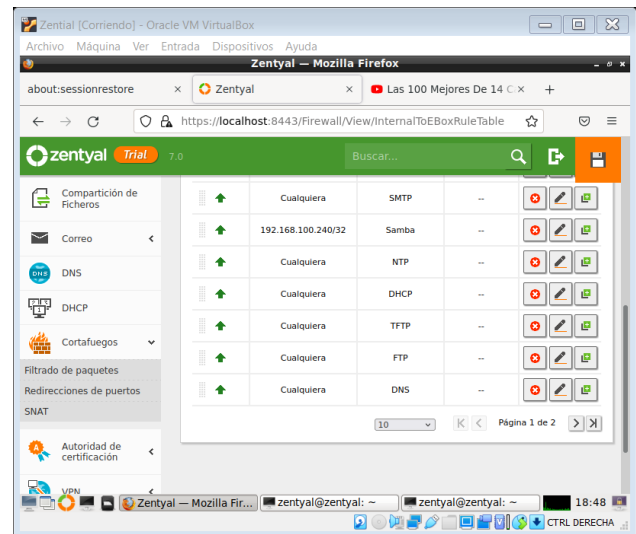 Zential [Corriendo] - Oracle VM VirtualBox
Archivo Máquina Ver Entrada Dispositivos Ayuda
Zentyal — Mozilla Firefox
about:sessionrestore × Zentyal × Las 100 Mejores De 14 × +
https://localhost:8443/Firewall/View/InternalToEBoxRuleTable
zentyal Trial 7.0 Buscar...
Compartición de
Ficheros
Correo
DNS
DHCP
Cortafuegos
Filtrado de paquetes
Redirecciones de puertos
SNAT
Autoridad de
certificación
VPN
Cualquiera SMTP --
192.168.100.240/32 Samba --
Cualquiera NTP --
Cualquiera DHCP --
Cualquiera TFTP --
Cualquiera FTP --
Cualquiera DNS --
10 Página 1 de 2
Zentyal — Mozilla Fir... zentyal@zentyal: ~ zentyal@zentyal: ~ 18:48
CTRL DERECHA